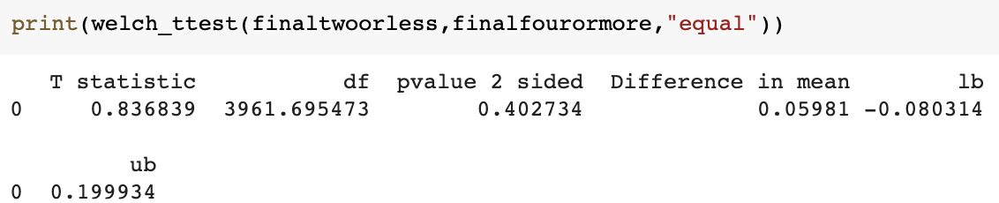 print(welch_ttest(finaltwoorless,finalfourormore,"equal"))
T statistic df pvalue 2 sided Difference in mean lb
0 0.836839 3961.695473 0.402734 0.05981 -0.080314
ub
0 0.199934